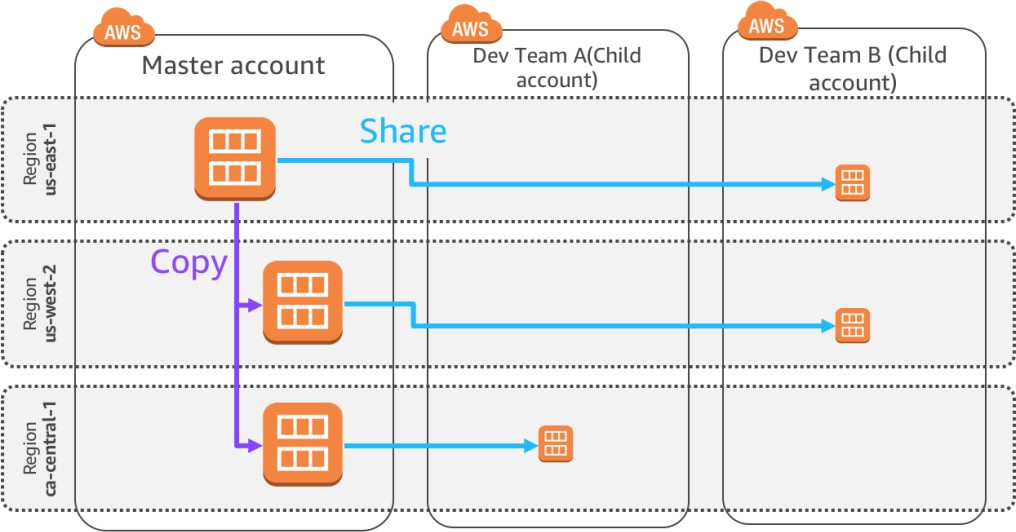 AWS
AWS
AWS
Master account
Dev Team A(Child
account)
Dev Team B (Child
account)
Region
us-east-1
Share
Region
us-west-2
Copy
Region
ca-central-1